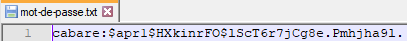 mot-de-passe.txt
1 cabare:$apr1$HXkinrFO$lScT6r7jCg8e.Pmhjha9l.